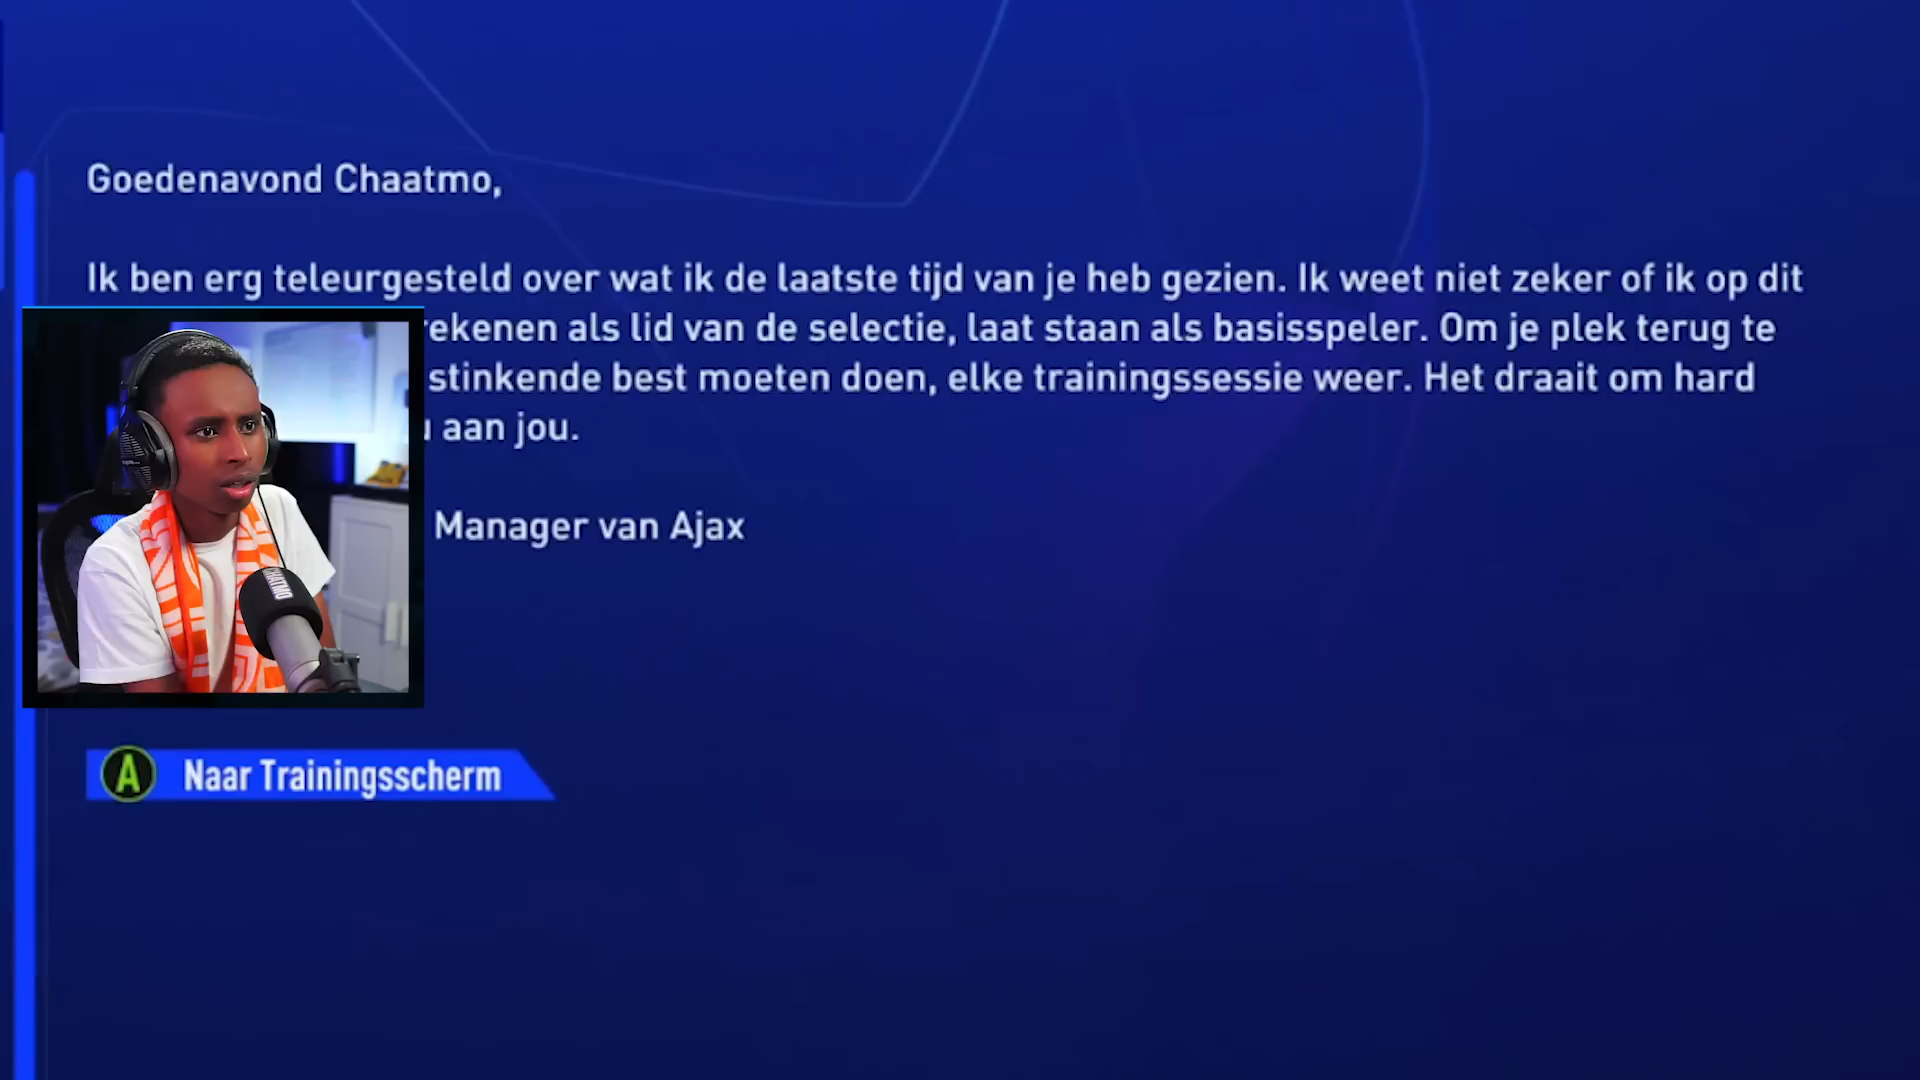 Goedenavond Chaatmo,
Ik ben erg teleurgesteld over wat ik de laatste tijd van je heb gezien. Ik weet niet zeker of ik op dit
rekenen als lid van de selectie, laat staan als basisspeler. Om je plek terug te
stinkende best moeten doen, elke trainingssessie weer. Het draait om hard
aan jou.
Manager van Ajax
CHATMO
A Naar Trainingsscherm